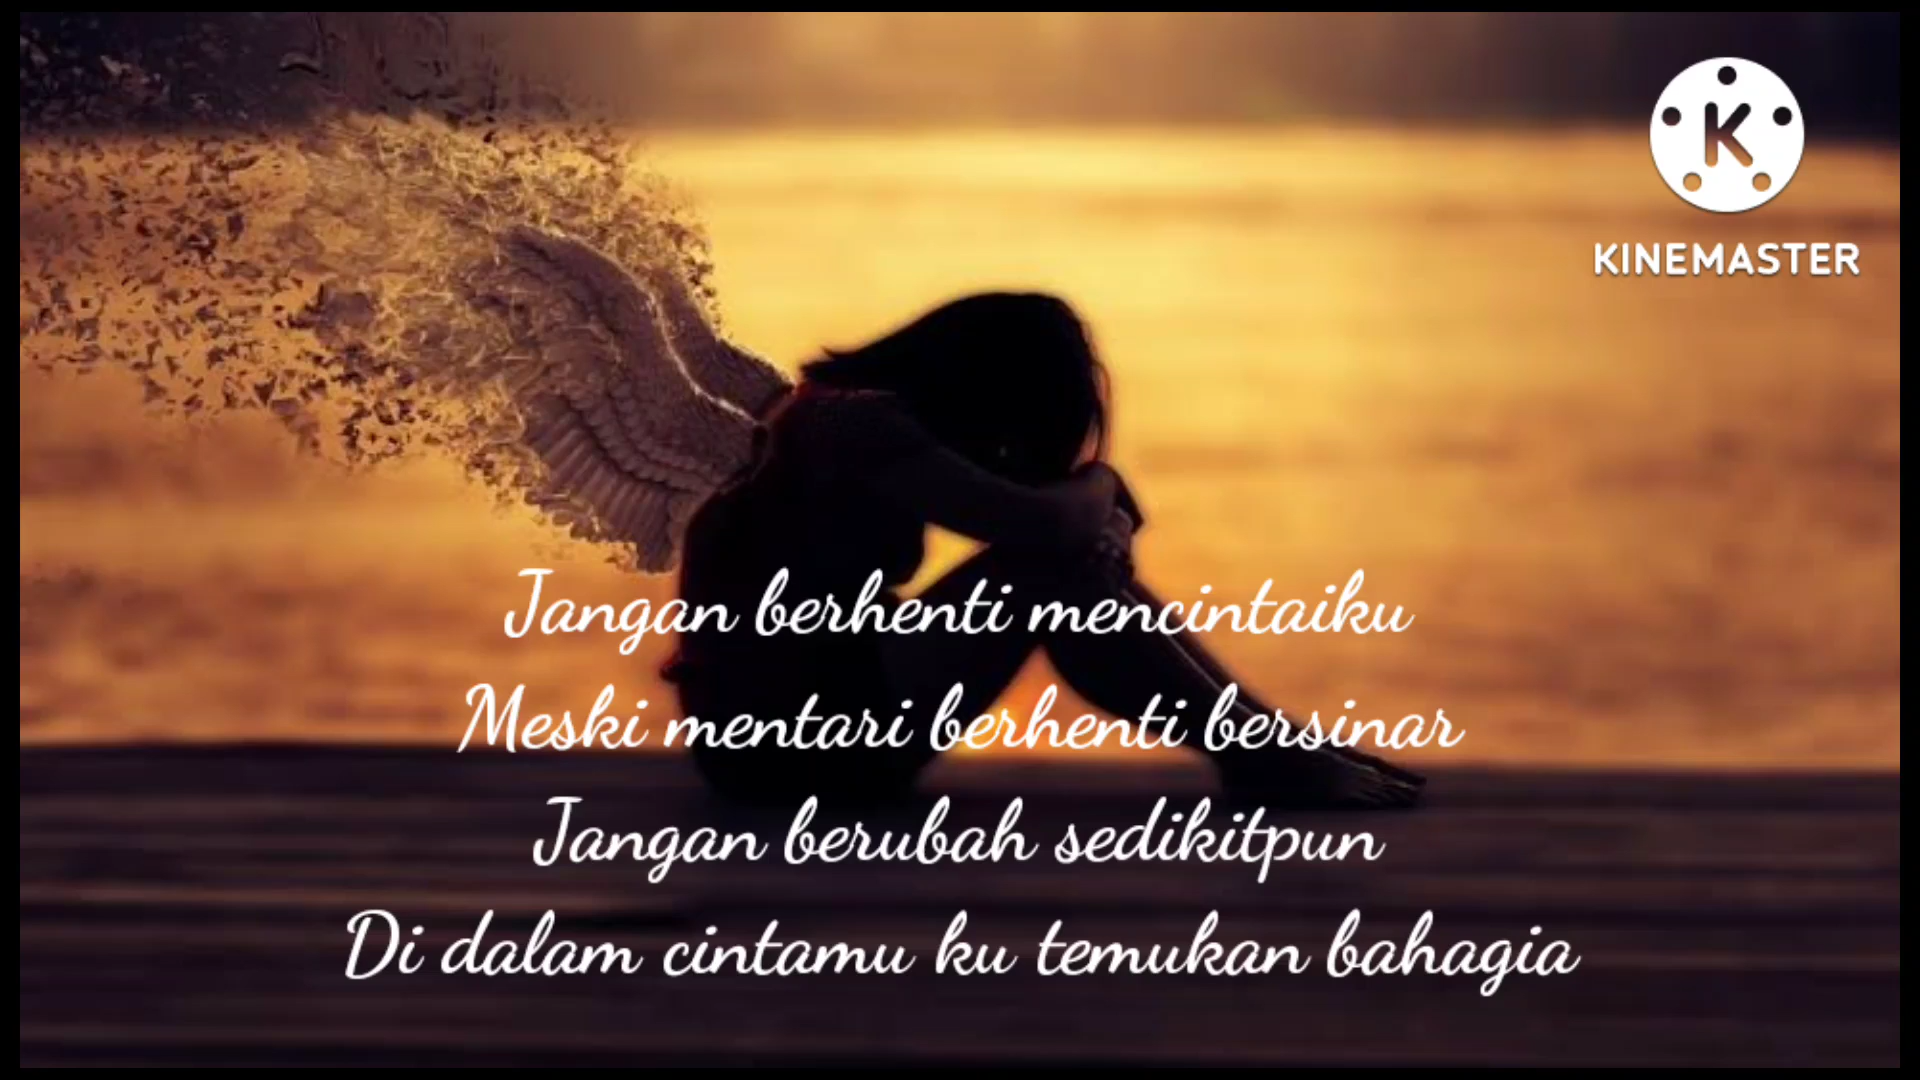 K
KINEMASTER
Jangan berhenti mencintaiku
Meski mentari berhenti bersinar
Jangan berubah sedikitpun
Di dalam cintamu ku temukan bahagia